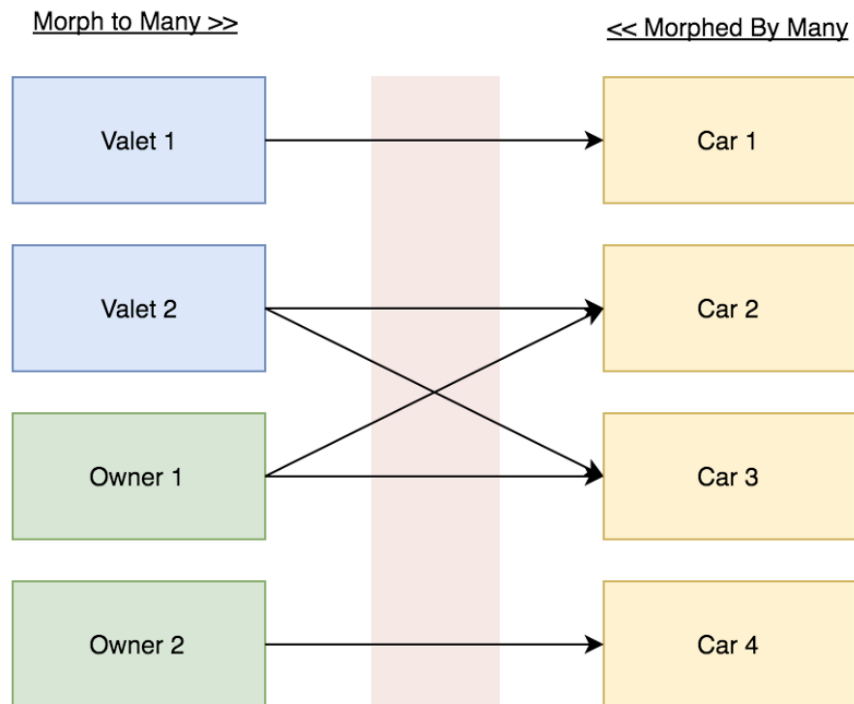 Morph to Many >>
<< Morphed By Many
Valet 1
Car 1
Valet 2
Car 2
Owner 1
Car 3
Owner 2
Car 4